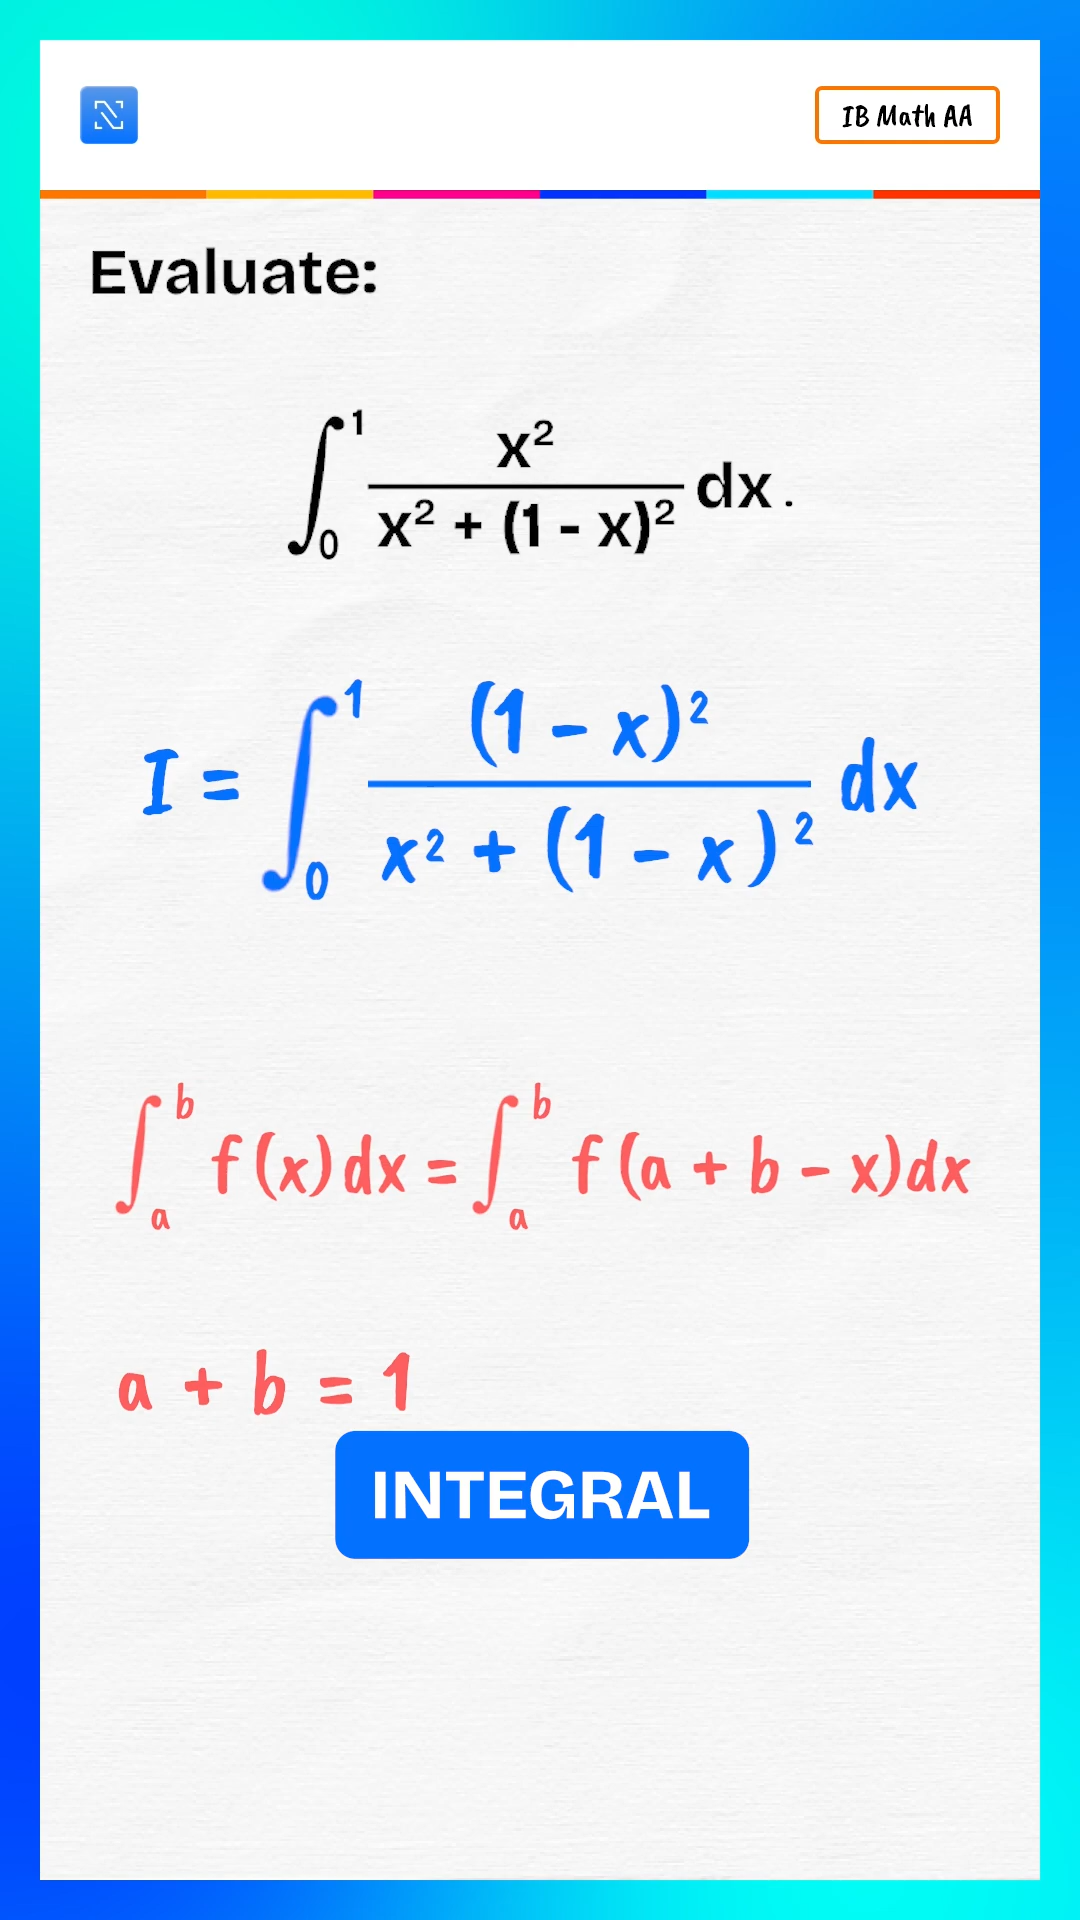 IB Math AA
Evaluate:
∫₀¹ x² / (x² + (1 - x)²) dx.
I = ∫₀¹ (1 - x)² / (x² + (1 - x)²) dx
∫ₐᵇ f(x)dx = ∫ₐᵇ f(a + b - x)dx
a + b = 1
INTEGRAL